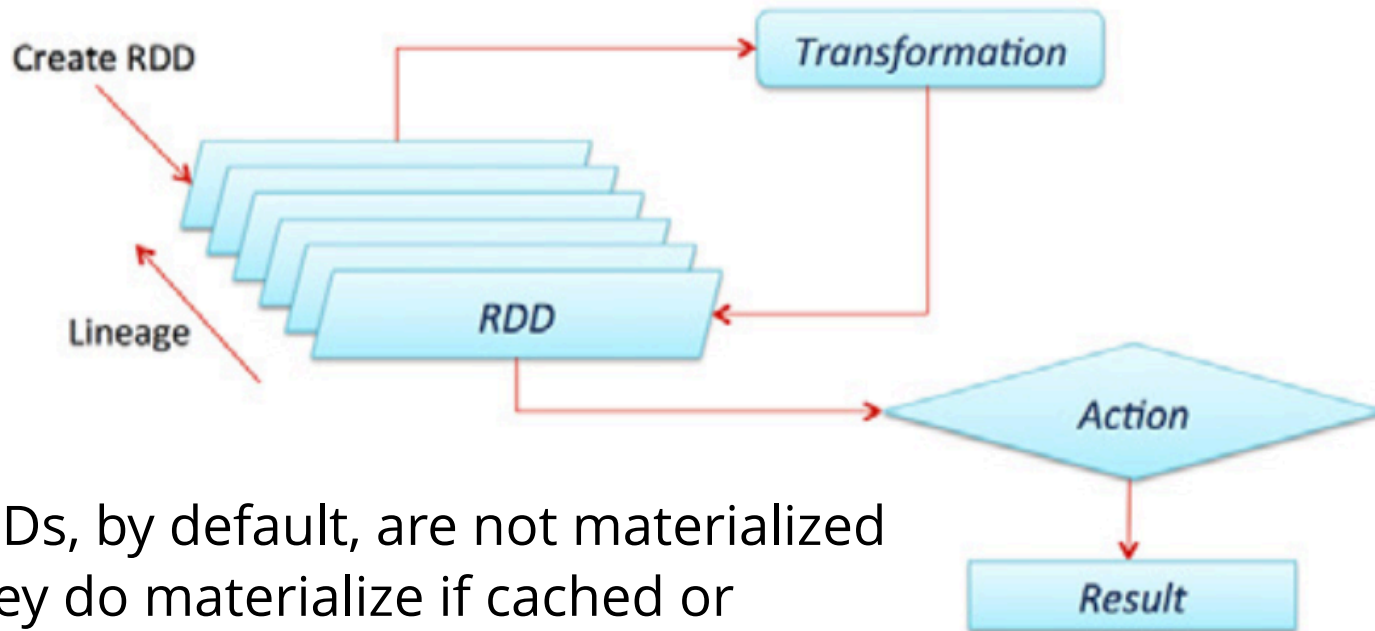 Create RDD
Transformation
Lineage
RDD
Action
Ds, by default, are not materialized
ey do materialize if cached or
Result